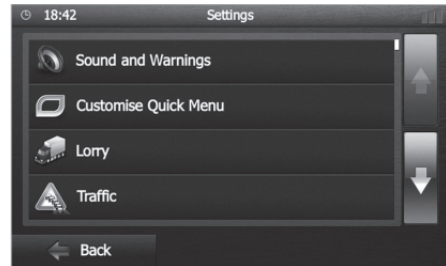 18:42 Settings
Sound and Warnings
Customise Quick Menu
Lorry
Traffic
Back